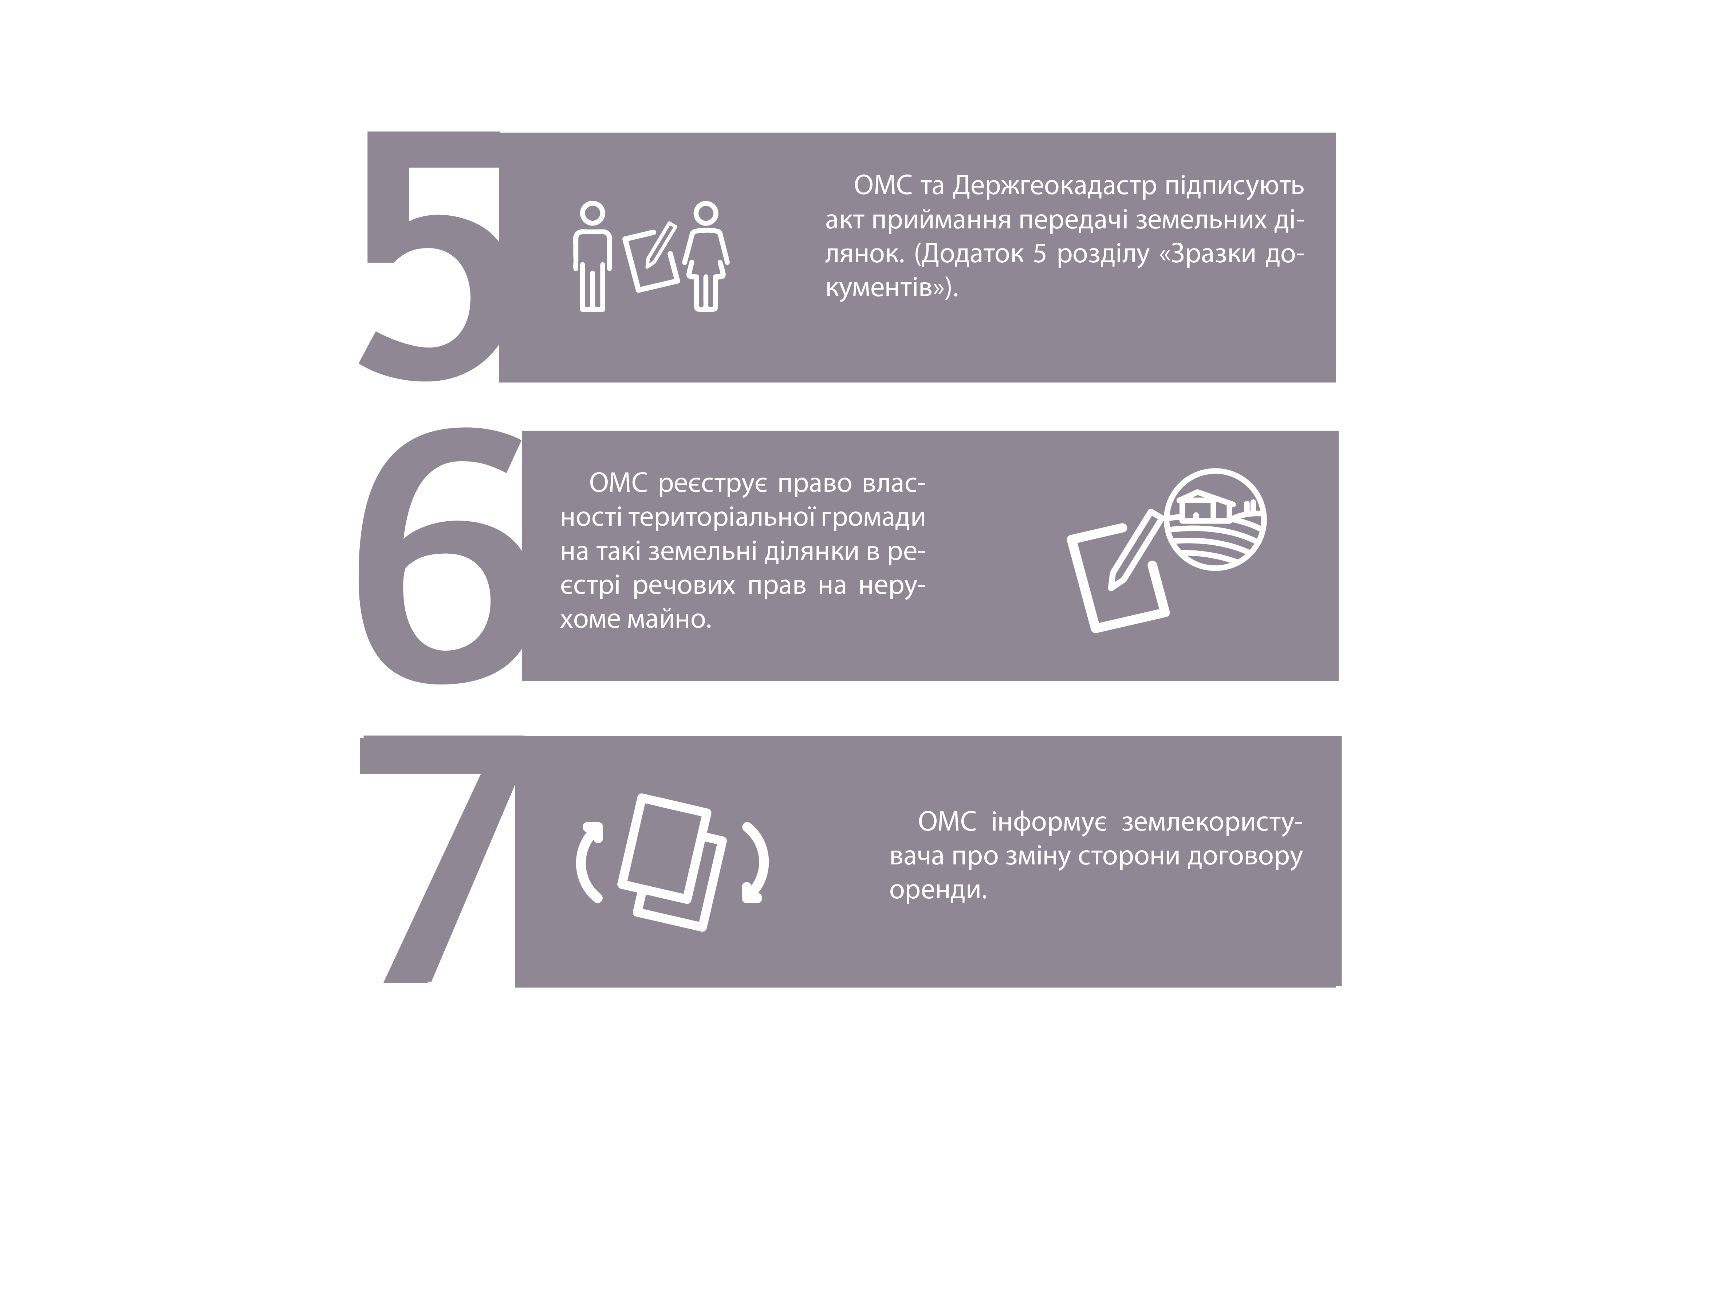 5
ОМС та Держгеокадастр підписують
акт приймання передачі земельних ді-
лянок. (Додаток 5 розділу «Зразки до-
кументів»).
6
ОМС реєструє право влас-
ності територіальної громади
на такі земельні ділянки в ре-
єстрі речових прав на неру-
хоме майно.
7
ОМС інформує землекористу-
вача про зміну сторони договору
оренди.